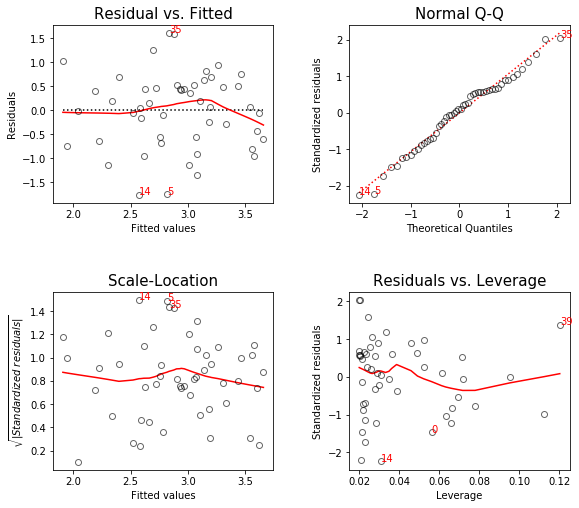 Residual vs. Fitted
Residuals
1.5
1.0
0.5
0.0
−0.5
−1.0
−1.5
35
14
5
2.0 2.5 3.0 3.5
Fitted values
Normal Q-Q
Standardized residuals
2
1
0
−1
−2
35
14
5
−2 −1 0 1 2
Theoretical Quantiles
Scale-Location
√|Standardized residuals|
1.4
1.2
1.0
0.8
0.6
0.4
0.2
14
5
35
2.0 2.5 3.0 3.5
Fitted values
Residuals vs. Leverage
Standardized residuals
2
1
0
−1
−2
39
0
14
0.02 0.04 0.06 0.08 0.10 0.12
Leverage